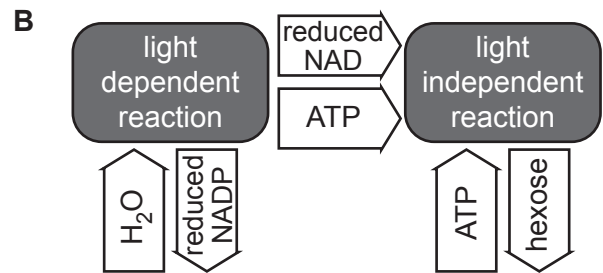 B
light
dependent
reaction
reduced
NAD
ATP
light
independent
reaction
H₂O
reduced
NADP
ATP
hexose